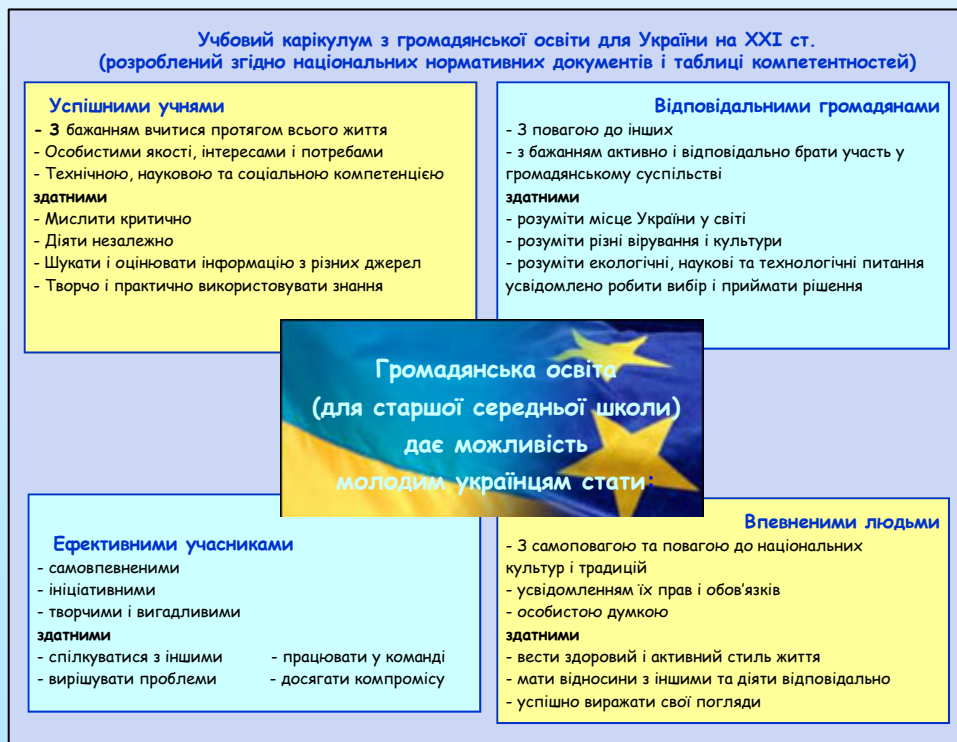 Учбовий карікулум з громадянської освіти для України на XXI ст.
(розроблений згідно національних нормативних документів і таблиці компетентностей)
Успішними учнями
- З бажанням вчитися протягом всього життя
- Особистими якості, інтересами і потребами
- Технічною, науковою та соціальною компетенцією
здатними
- Мислити критично
- Діяти незалежно
- Шукати і оцінювати інформацію з різних джерел
- Творчо і практично використовувати знання
Відповідальними громадянами
- З повагою до інших
- з бажанням активно і відповідально брати участь у
громадянському суспільстві
здатними
- розуміти місце України у світі
- розуміти різні вірування і культури
- розуміти екологічні, наукові та технологічні питання
усвідомлено робити вибір і приймати рішення
Громадянська освіта
(для старшої середньої школи)
дає можливість
молодим українцям стати:
Ефективними учасниками
- самовпевненими
- ініціативними
- творчими і вигадливими
здатними
- спілкуватися з іншими - працювати у команді
- вирішувати проблеми - досягати компромісу
Впевненими людьми
- З самоповагою та повагою до національних
культур і традицій
- усвідомленням їх прав і обов’язків
- особистою думкою
здатними
- вести здоровий і активний стиль життя
- мати відносини з іншими та діяти відповідально
- успішно виражати свої погляди